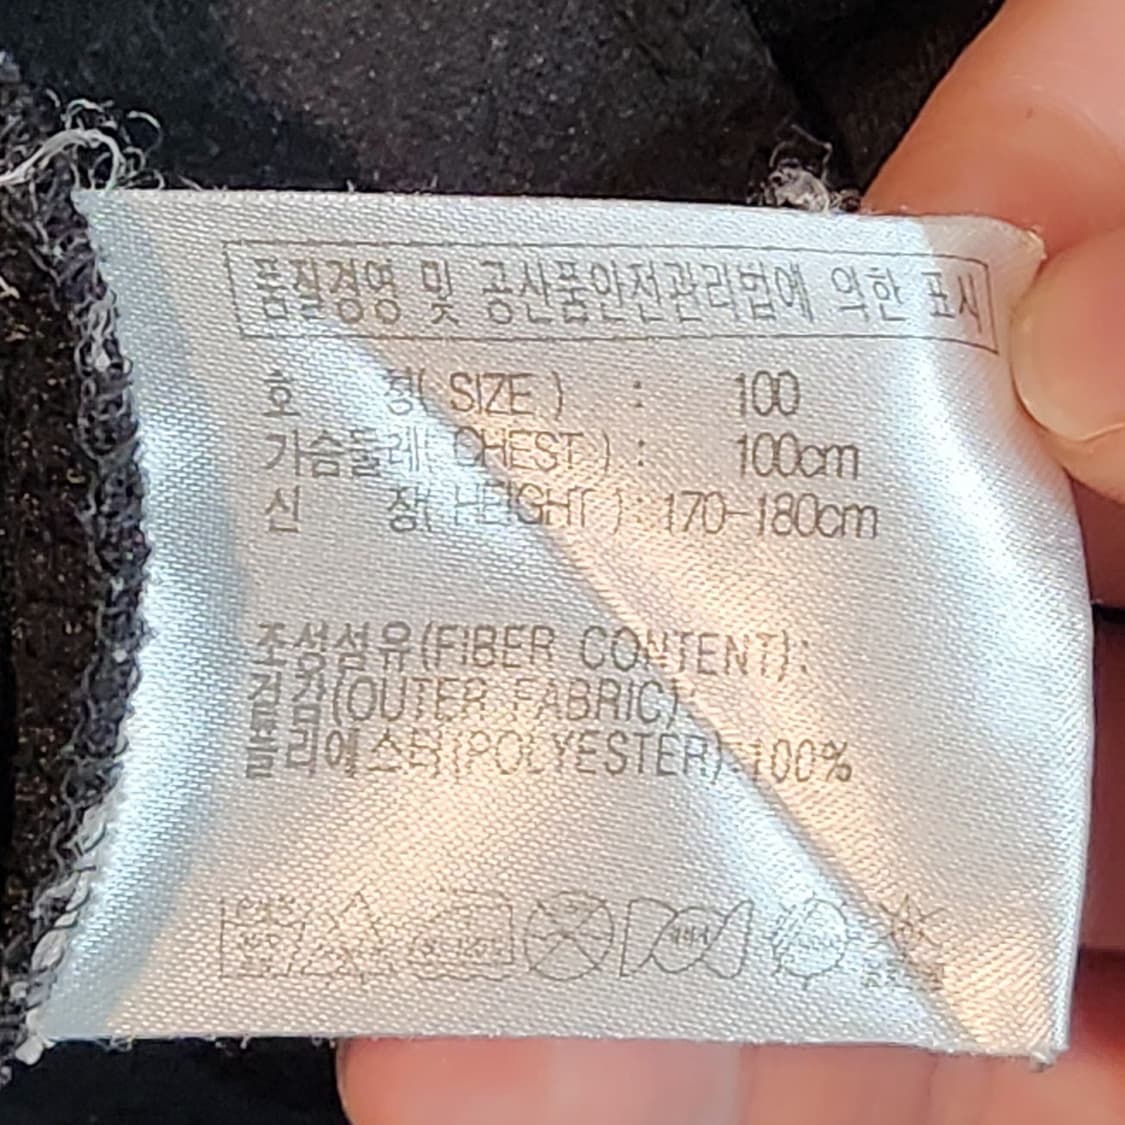 품질경영 및 공산품안전관리법에 의한 표시
호 칭( SIZE ) : 100
가슴둘레( CHEST ) : 100cm
신 장( HEIGHT ) : 170-180cm
조성섬유(FIBER CONTENT):
겉감(OUTER FABRIC)
폴리에스터(POLYESTER):100%